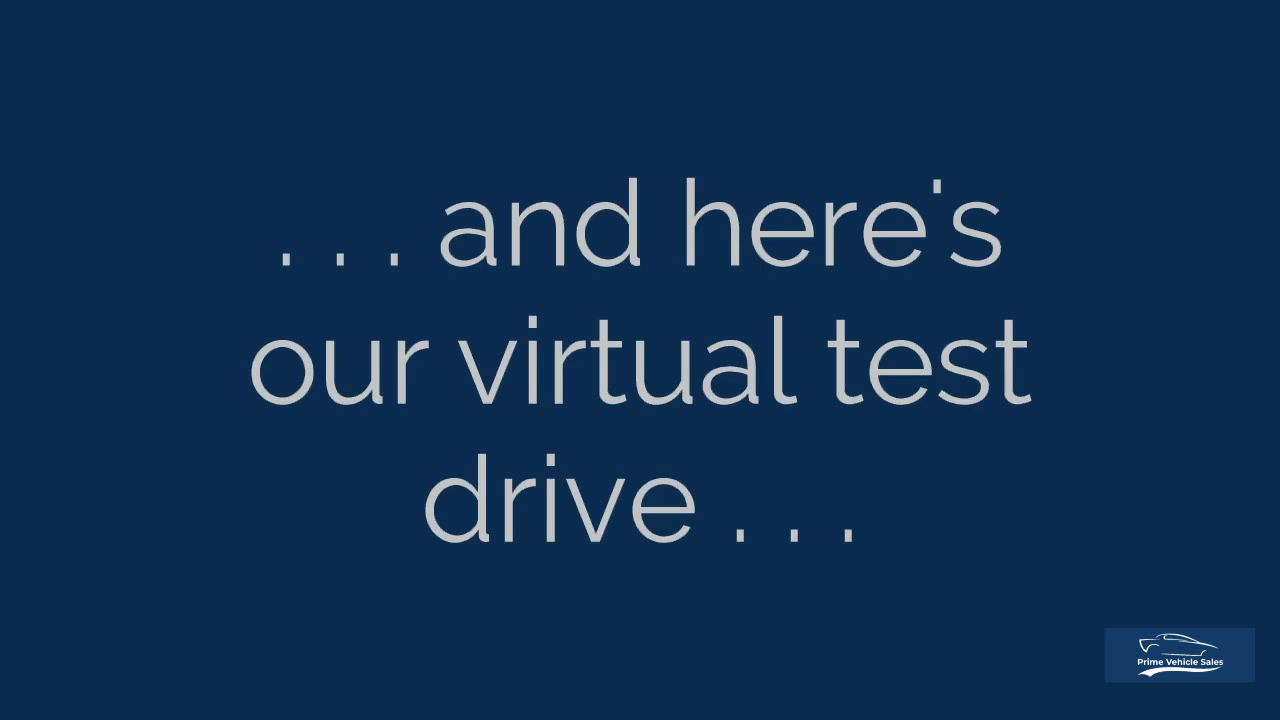 . . . and here's
our virtual test
drive . . .
Prime Vehicle Sales